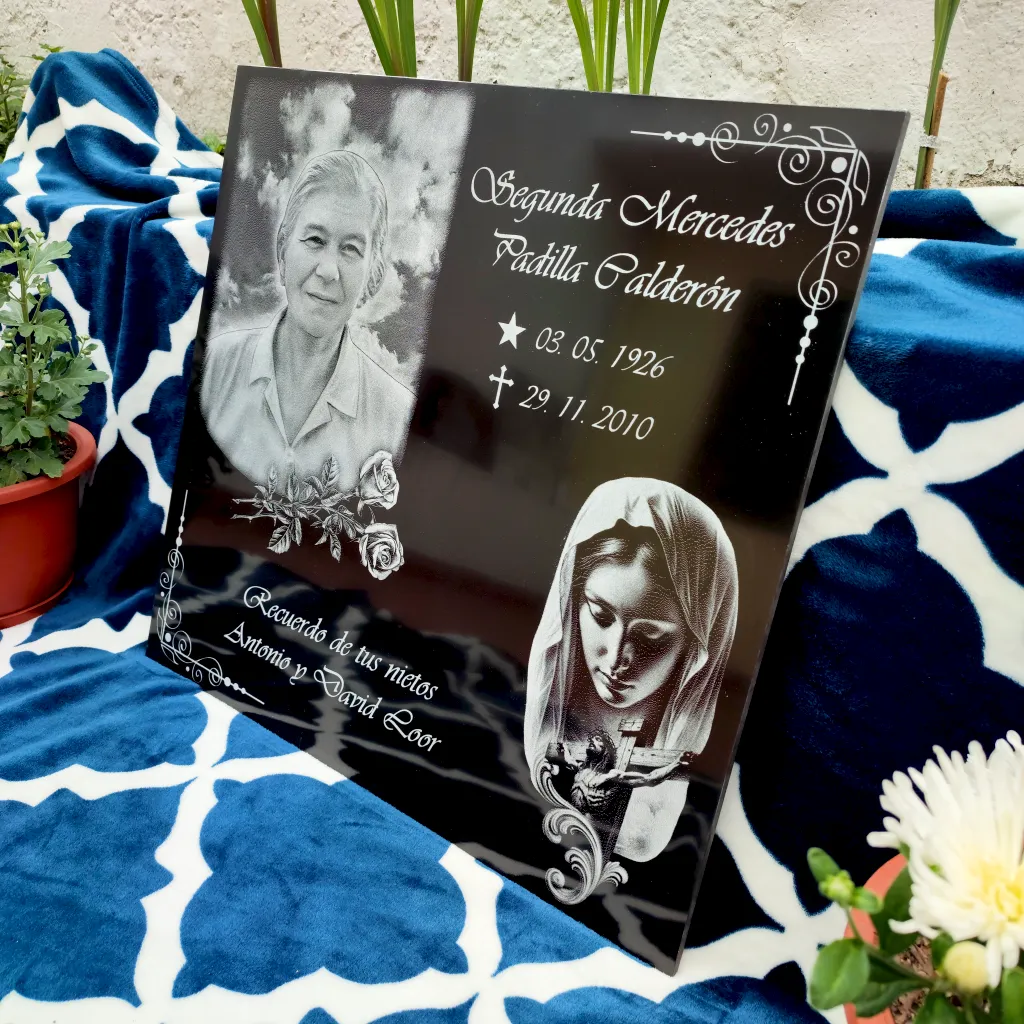 Segunda Mercedes
Padilla Calderón
03. 05. 1926
29. 11. 2010
Recuerdo de tus nietos
Antonio y David Loor